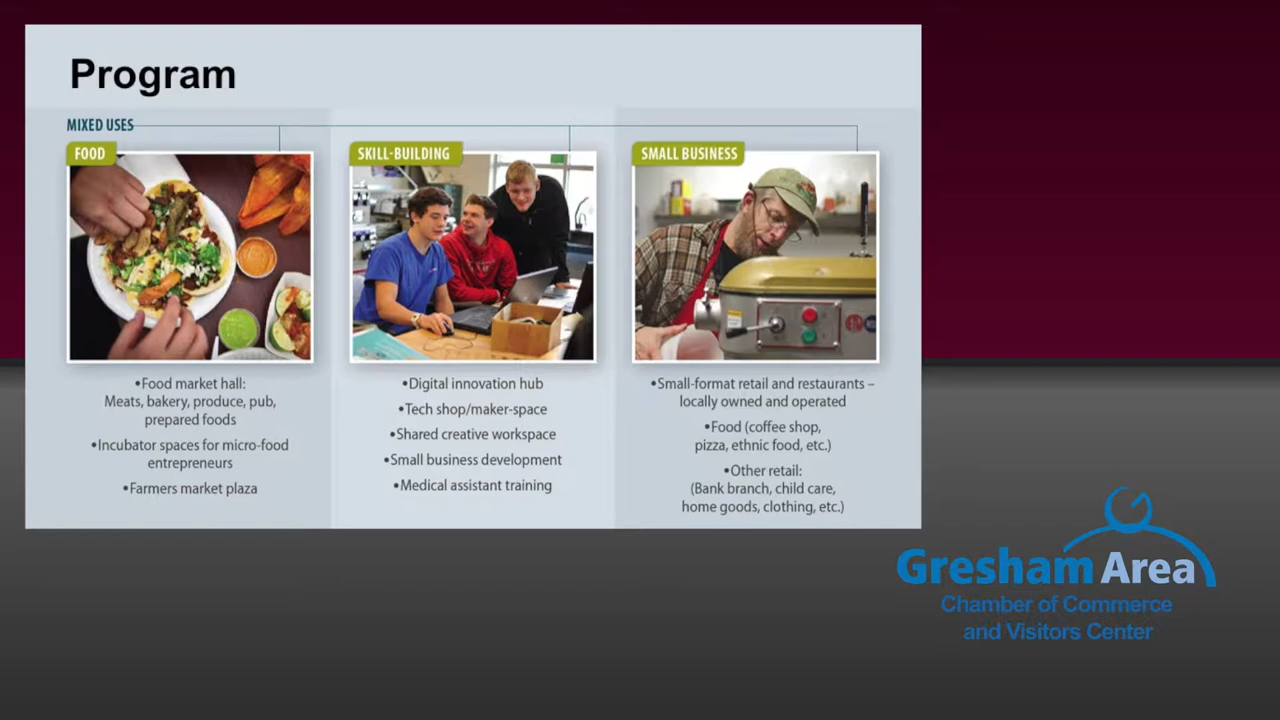 Program
MIXED USES
FOOD
•Food market hall:
Meats, bakery, produce, pub,
prepared foods
•Incubator spaces for micro-food
entrepreneurs
•Farmers market plaza
SKILL-BUILDING
•Digital innovation hub
•Tech shop/maker-space
•Shared creative workspace
•Small business development
•Medical assistant training
SMALL BUSINESS
•Small-format retail and restaurants –
locally owned and operated
•Food (coffee shop,
pizza, ethnic food, etc.)
•Other retail:
(Bank branch, child care,
home goods, clothing, etc.)
Gresham Area
Chamber of Commerce
and Visitors Center